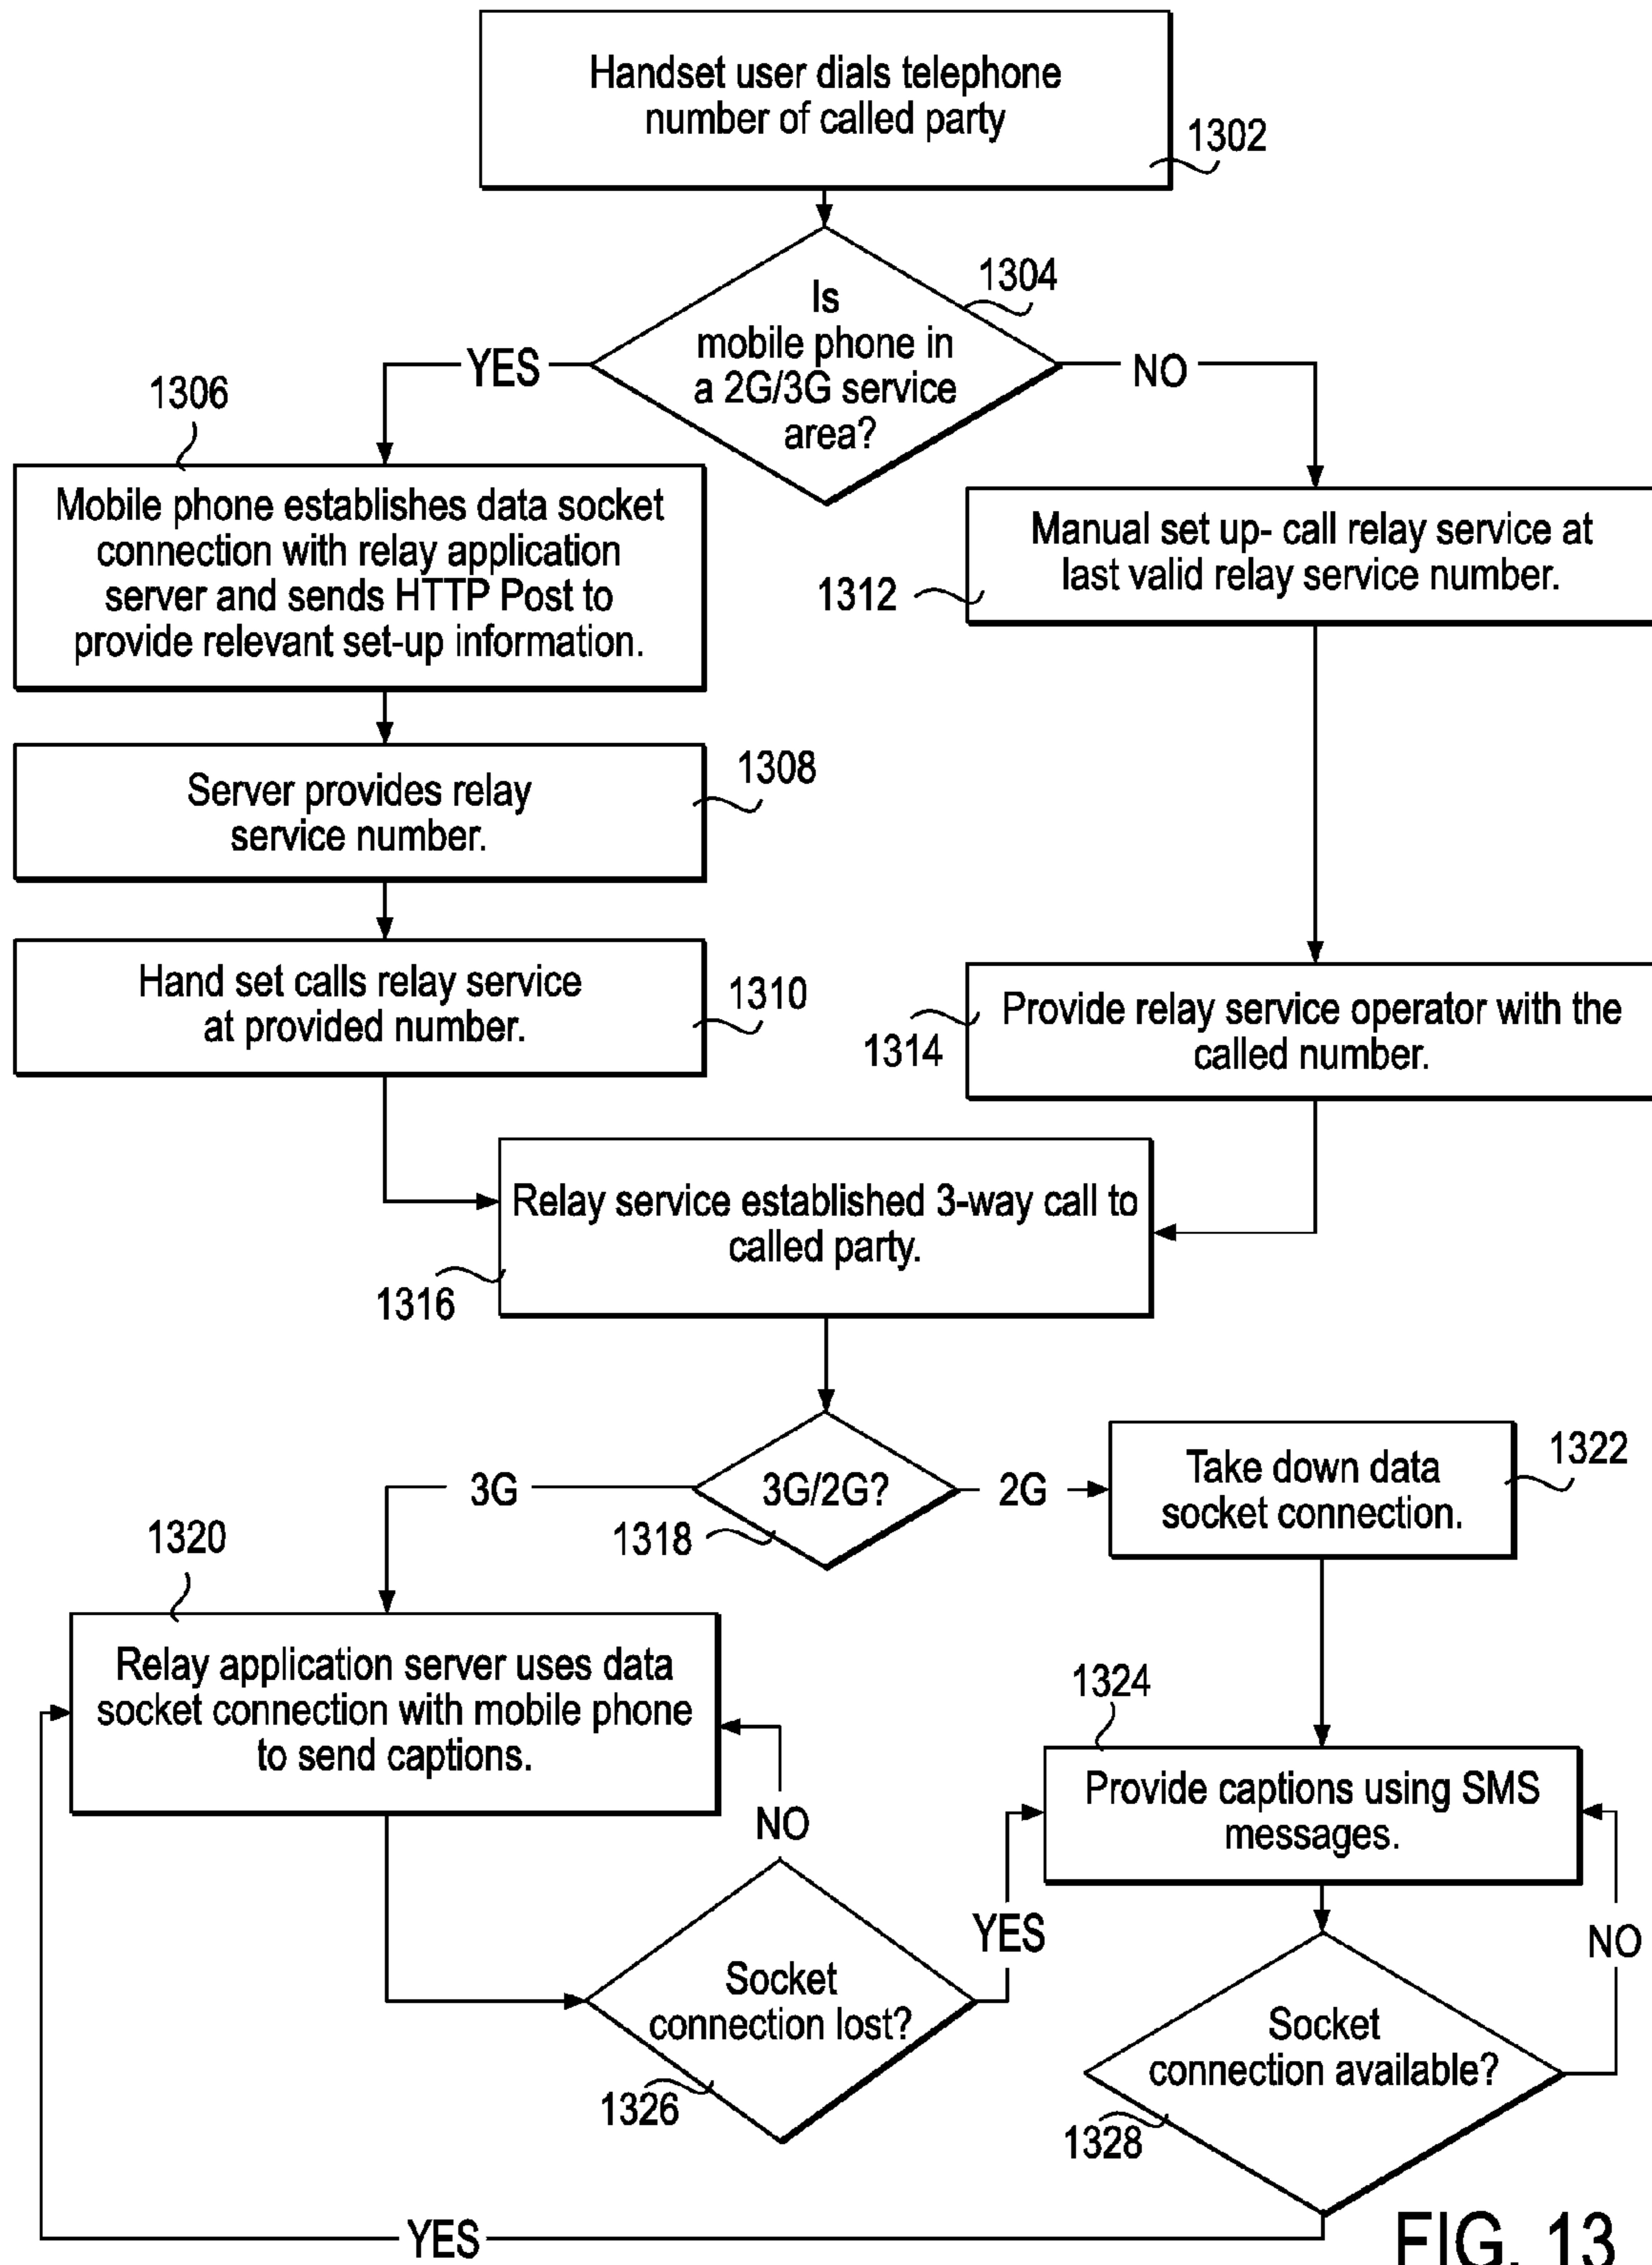 Handset user dials telephone
number of called party
1302
1304
Is
mobile phone in
a 2G/3G service
area?
YES
NO
1306
Mobile phone establishes data socket
connection with relay application
server and sends HTTP Post to
provide relevant set-up information.
Manual set up- call relay service at
last valid relay service number.
1312
Server provides relay
service number.
1308
Hand set calls relay service
at provided number.
1310
Provide relay service operator with the
called number.
1314
Relay service established 3-way call to
called party.
1316
3G/2G?
1318
3G
2G
Take down data
socket connection.
1322
1320
Relay application server uses data
socket connection with mobile phone
to send captions.
1324
Provide captions using SMS
messages.
NO
YES
NO
Socket
connection lost?
1326
Socket
connection available?
1328
YES
FIG. 13